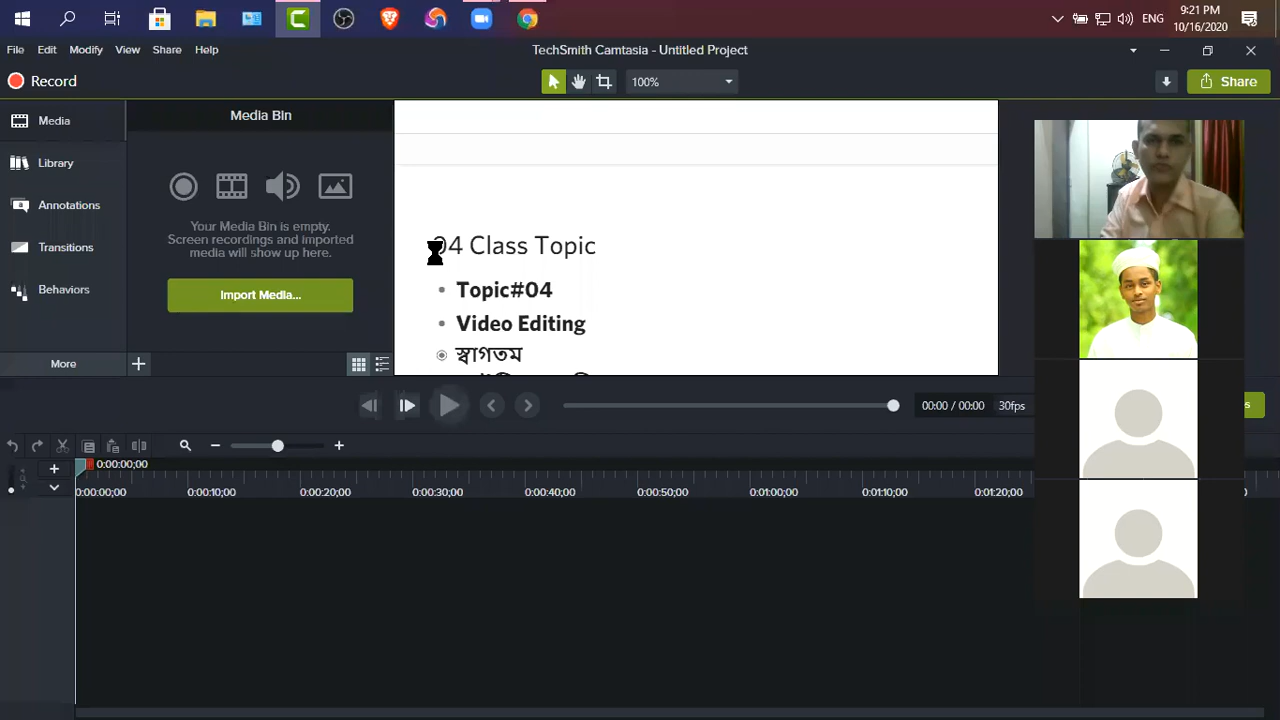 9:21 PM
ENG
10/16/2020
File Edit Modify View Share Help
TechSmith Camtasia - Untitled Project
Record
100%
Share
Media
Media Bin
Library
Annotations
Your Media Bin is empty.
Screen recordings and imported
media will show up here.
Transitions
Behaviors
Import Media...
More
04 Class Topic
Topic#04
Video Editing
স্বাগতম
00:00 / 00:00 30fps
0:00:00;00
0:00:00;00 0:00:10;00 0:00:20;00 0:00:30;00 0:00:40;00 0:00:50;00 0:01:00;00 0:01:10;00 0:01:20;00